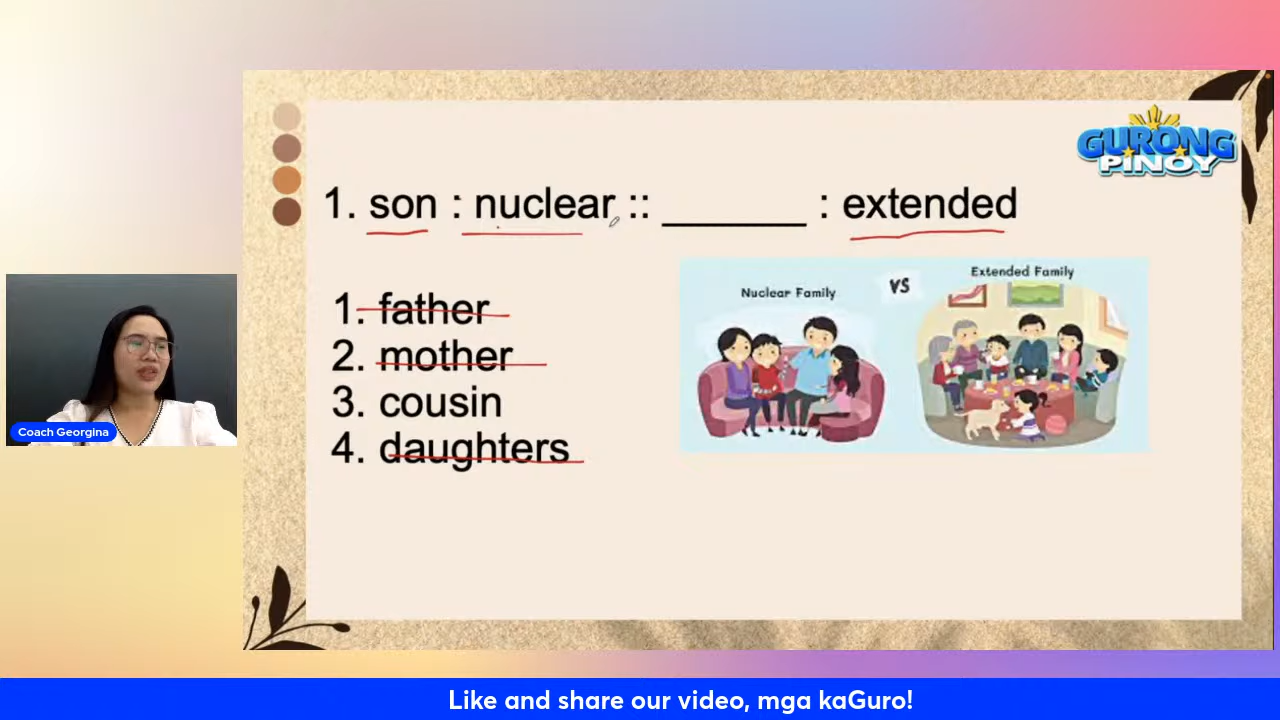 GURONG
PINOY
1. son : nuclear :: _______ : extended
Nuclear Family
VS
Extended Family
1. father
2. mother
3. cousin
4. daughters
Coach Georgina
Like and share our video, mga kaGuro!